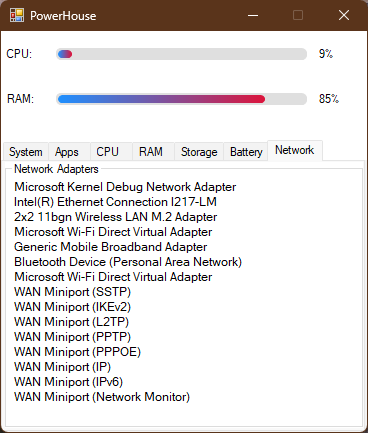 PowerHouse
CPU: 9%
RAM: 85%
System Apps CPU RAM Storage Battery Network
Network Adapters
Microsoft Kernel Debug Network Adapter
Intel(R) Ethernet Connection I217-LM
2x2 11bgn Wireless LAN M.2 Adapter
Microsoft Wi-Fi Direct Virtual Adapter
Generic Mobile Broadband Adapter
Bluetooth Device (Personal Area Network)
Microsoft Wi-Fi Direct Virtual Adapter
WAN Miniport (SSTP)
WAN Miniport (IKEv2)
WAN Miniport (L2TP)
WAN Miniport (PPTP)
WAN Miniport (PPPOE)
WAN Miniport (IP)
WAN Miniport (IPv6)
WAN Miniport (Network Monitor)